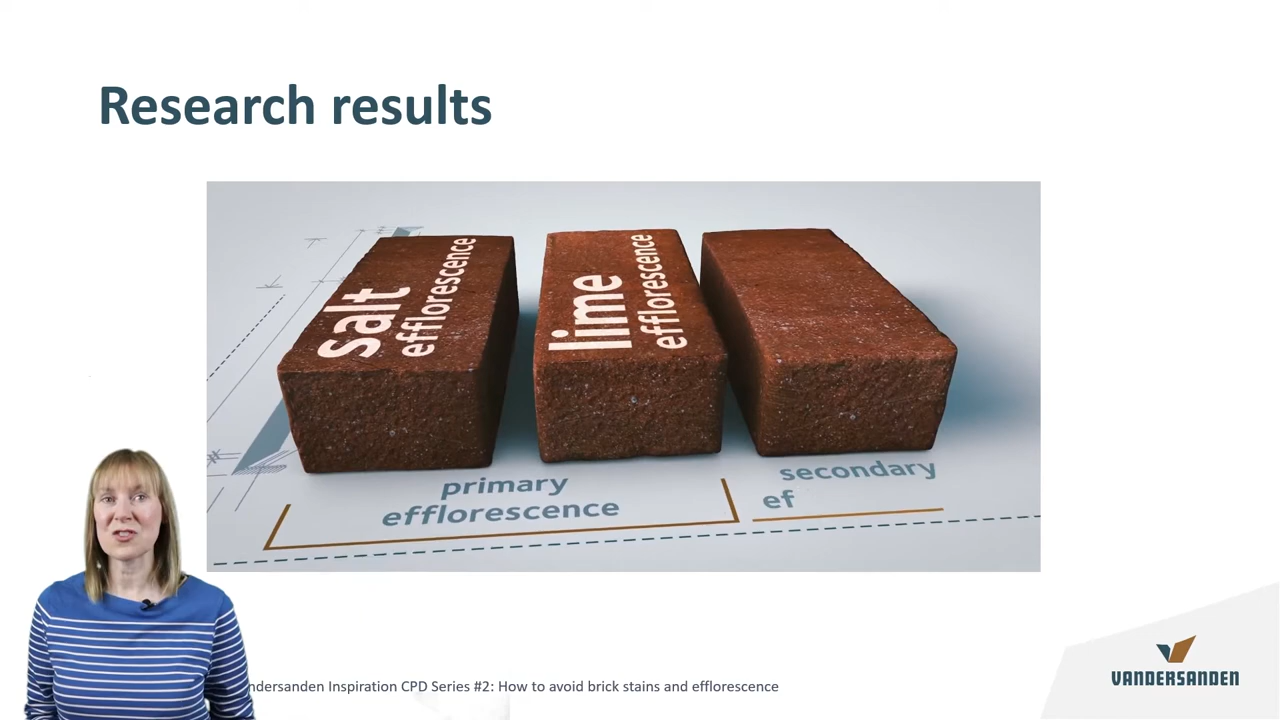 Research results
salt
efflorescence
lime
efflorescence
primary
efflorescence
secondary
ef
ndersanden Inspiration CPD Series #2: How to avoid brick stains and efflorescence
VANDERSANDEN